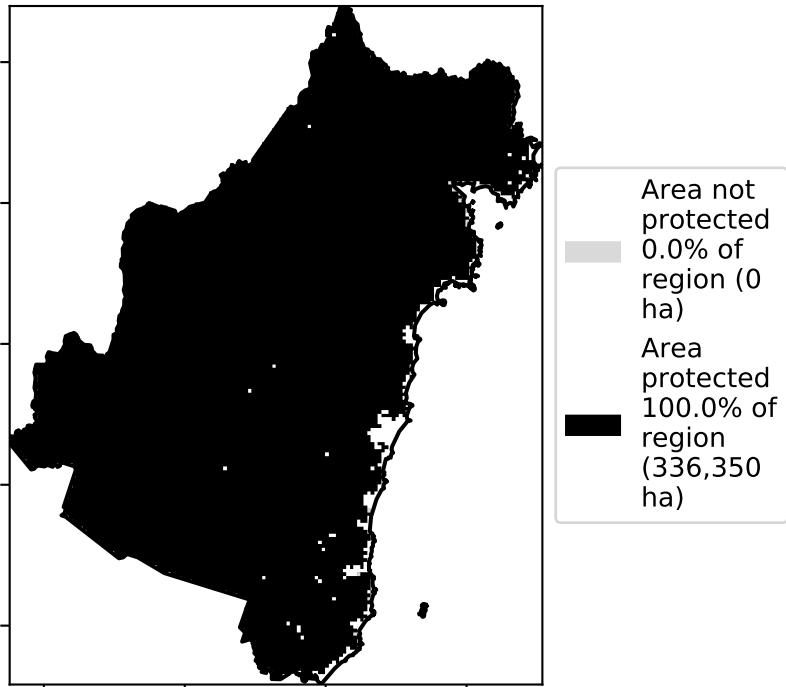 Area not
protected
0.0% of
region (0
ha)
Area
protected
100.0% of
region
(336,350
ha)